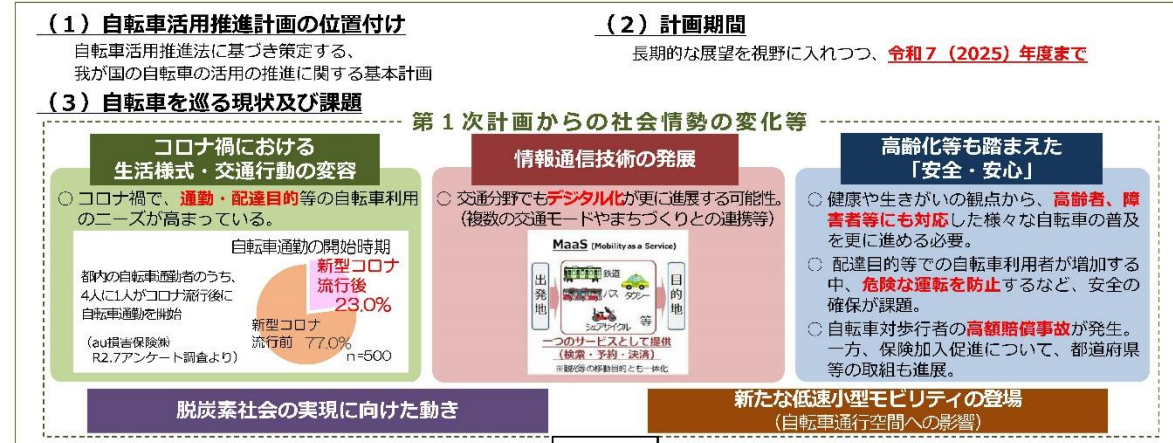 （1）自転車活用推進計画の位置付け
自転車活用推進法に基づき策定する、
我が国の自転車の活用の推進に関する基本計画
（2）計画期間
長期的な展望を視野に入れつつ、令和７（2025）年度まで
（3）自転車を巡る現状及び課題
第１次計画からの社会情勢の変化等
コロナ禍における
生活様式・交通行動の変容
○ コロナ禍で、通勤・配達目的等の自転車利用
のニーズが高まっている。
自転車通勤の開始時期
都内の自転車通勤者のうち、
4人に1人がコロナ流行後に
自転車通勤を開始
（au損害保険㈱
R2.7アンケート調査より）
新型コロナ
流行後
23.0%
新型コロナ
流行前 77.0%
n=500
情報通信技術の発展
○ 交通分野でもデジタル化が更に進展する可能性。
（複数の交通モードやまちづくりとの連携等）
MaaS (Mobility as a Service)
出発地
鉄道
バス タクシー
シェアサイクル 等
目的地
一つのサービスとして提供
（検索・予約・決済）
※観光等の移動目的とも一体化
高齢化等も踏まえた
「安全・安心」
○ 健康や生きがいの観点から、高齢者、障
害者等にも対応した様々な自転車の普及
を更に進める必要。
○ 配達目的等での自転車利用者が増加する
中、危険な運転を防止するなど、安全の
確保が課題。
○ 自転車対歩行者の高額賠償事故が発生。
一方、保険加入促進について、都道府県
等の取組も進展。
脱炭素社会の実現に向けた動き
新たな低速小型モビリティの登場
（自転車通行空間への影響）